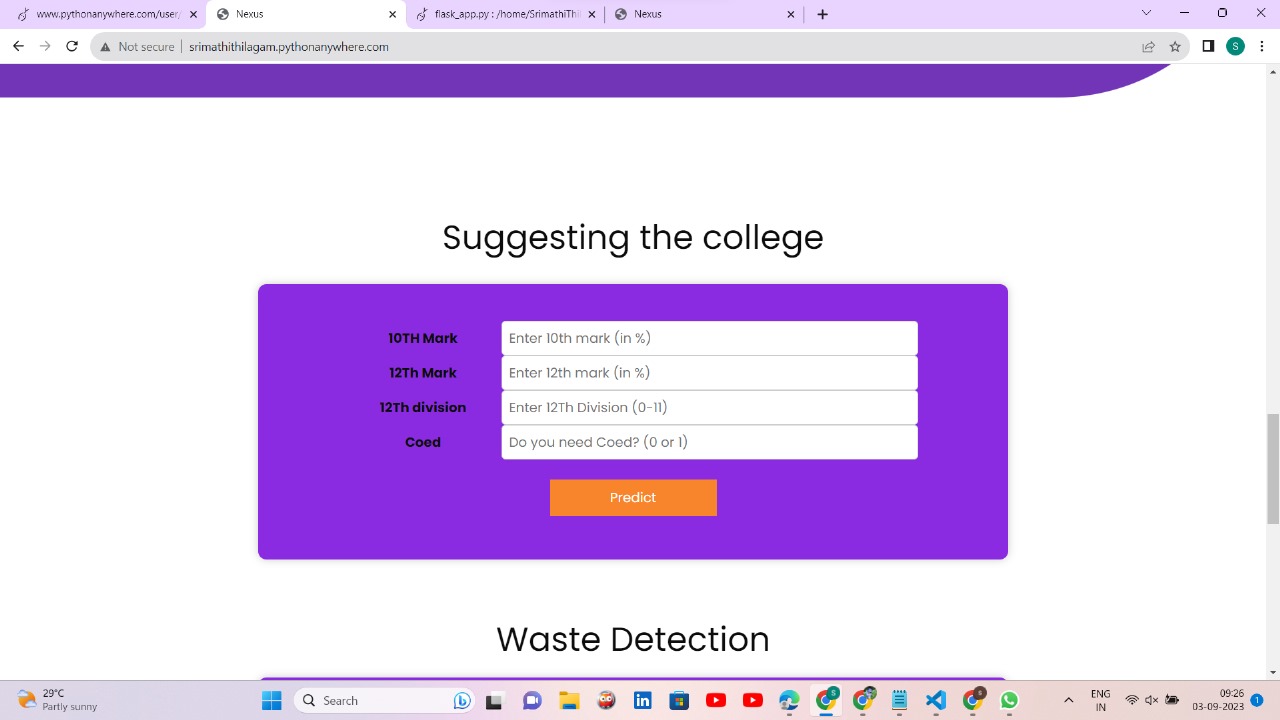 www.pythonanywhere.com/user/
Nexus
flask_app.py : /home/SrimathiThi
Nexus
Not secure
srimathithilagam.pythonanywhere.com
S
Suggesting the college
10TH Mark
Enter 10th mark (in %)
12Th Mark
Enter 12th mark (in %)
12Th division
Enter 12Th Division (0-11)
Coed
Do you need Coed? (0 or 1)
Predict
Waste Detection
29°C
Partly sunny
Search
ENG
IN
09:26
03-09-2023
1